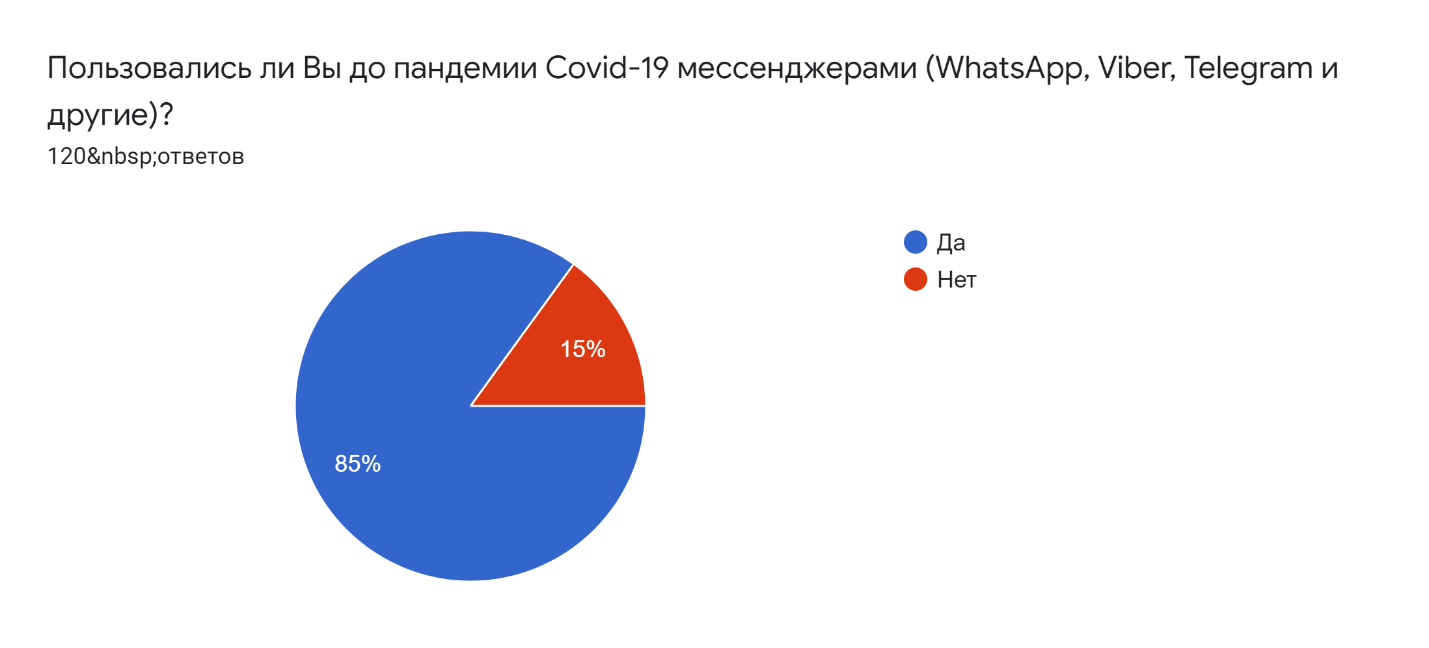 Пользовались ли Вы до пандемии Covid-19 мессенджерами (WhatsApp, Viber, Telegram и
другие)?
120&nbsp;ответов
Да
Нет
15%
85%